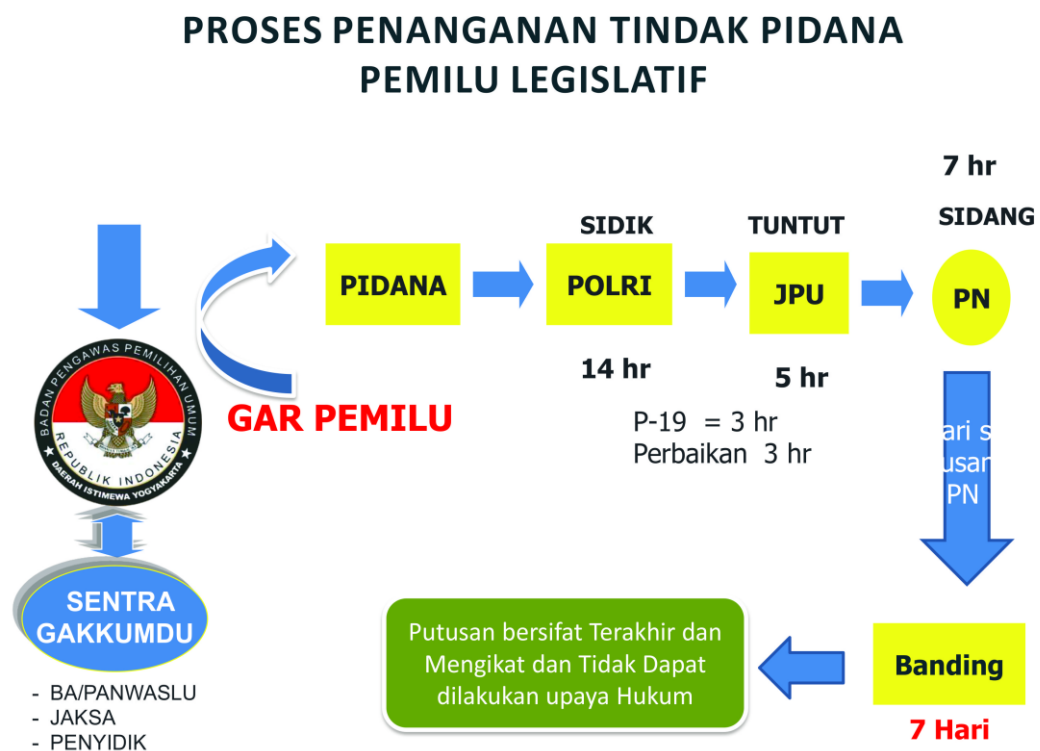 PROSES PENANGANAN TINDAK PIDANA
PEMILU LEGISLATIF
7 hr
SIDIK
TUNTUT
SIDANG
PIDANA
POLRI
JPU
PN
14 hr
5 hr
GAR PEMILU
P-19 = 3 hr
Perbaikan 3 hr
BADAN PENGAWAS PEMILIHAN UMUM
REPUBLIK INDONESIA
DAERAH ISTIMEWA YOGYAKARTA
PN
SENTRA
GAKKUMDU
- BA/PANWASLU
- JAKSA
- PENYIDIK
Putusan bersifat Terakhir dan
Mengikat dan Tidak Dapat
dilakukan upaya Hukum
Banding
7 Hari